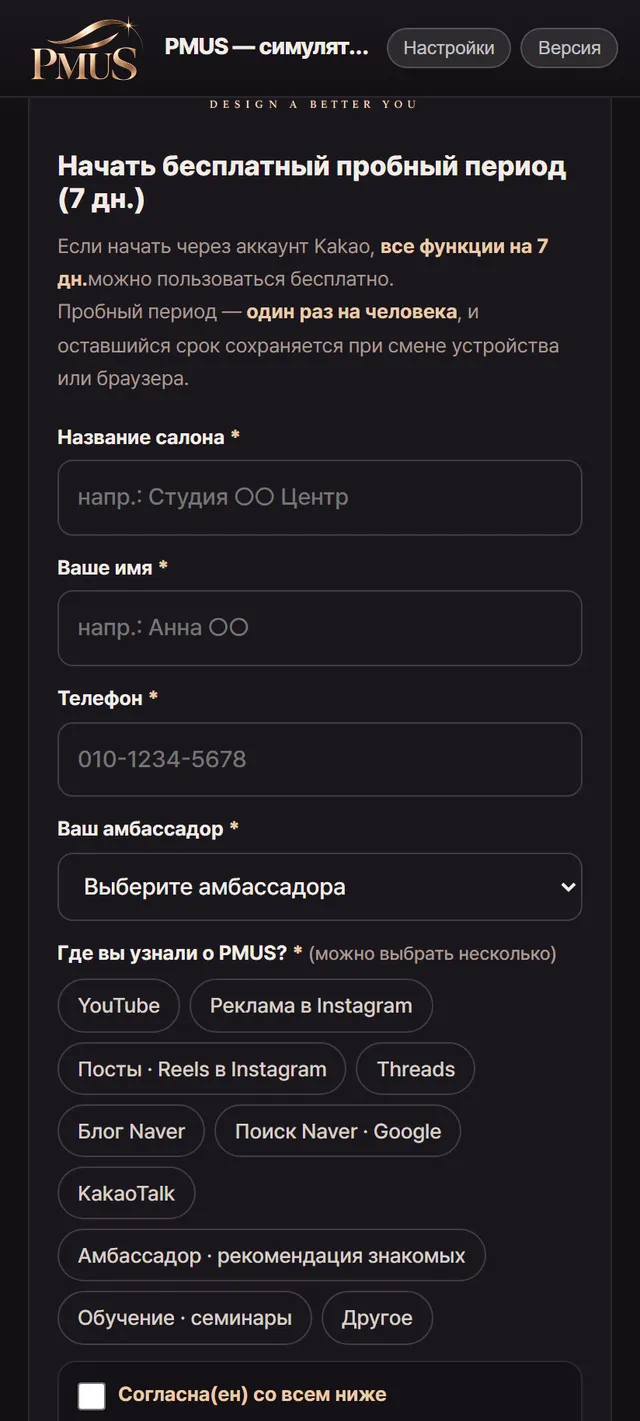 PMUS
PMUS — симулят...
Настройки
Версия
DESIGN A BETTER YOU
Начать бесплатный пробный период
(7 дн.)
Если начать через аккаунт Kakao, все функции на 7
дн.можно пользоваться бесплатно.
Пробный период — один раз на человека, и
оставшийся срок сохраняется при смене устройства
или браузера.
Название салона *
напр.: Студия ○○ Центр
Ваше имя *
напр.: Анна ○○
Телефон *
010-1234-5678
Ваш амбассадор *
Выберите амбассадора
Где вы узнали о PMUS? * (можно выбрать несколько)
YouTube
Реклама в Instagram
Посты · Reels в Instagram
Threads
Блог Naver
Поиск Naver · Google
KakaoTalk
Амбассадор · рекомендация знакомых
Обучение · семинары
Другое
Согласна(ен) со всем ниже